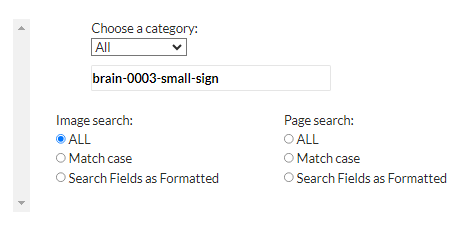 Choose a category:
All
brain-0003-small-sign
Image search:
ALL
Match case
Search Fields as Formatted
Page search:
ALL
Match case
Search Fields as Formatted